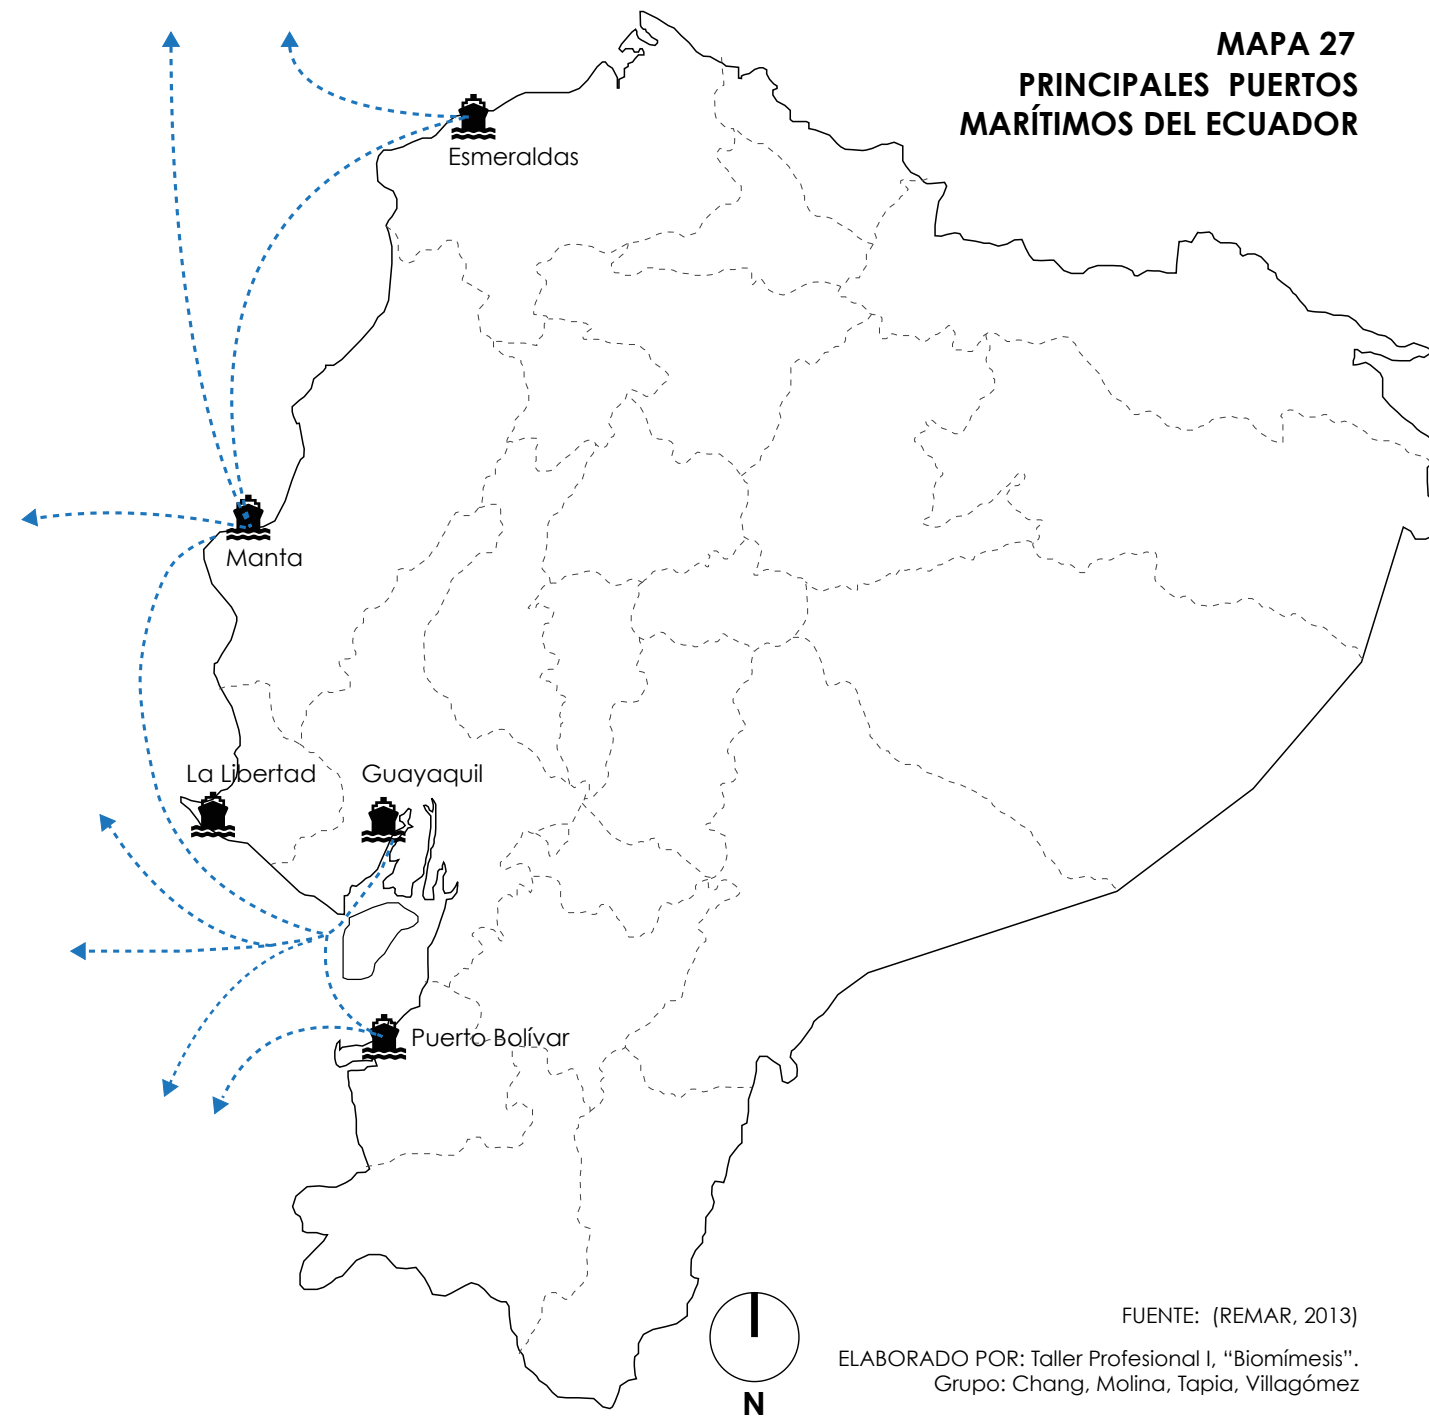 MAPA 27
PRINCIPALES PUERTOS
MARÍTIMOS DEL ECUADOR
Esmeraldas
Manta
La Libertad
Guayaquil
Puerto Bolívar
FUENTE: (REMAR, 2013)
ELABORADO POR: Taller Profesional I, “Biomímesis”.
Grupo: Chang, Molina, Tapia, Villagómez
N